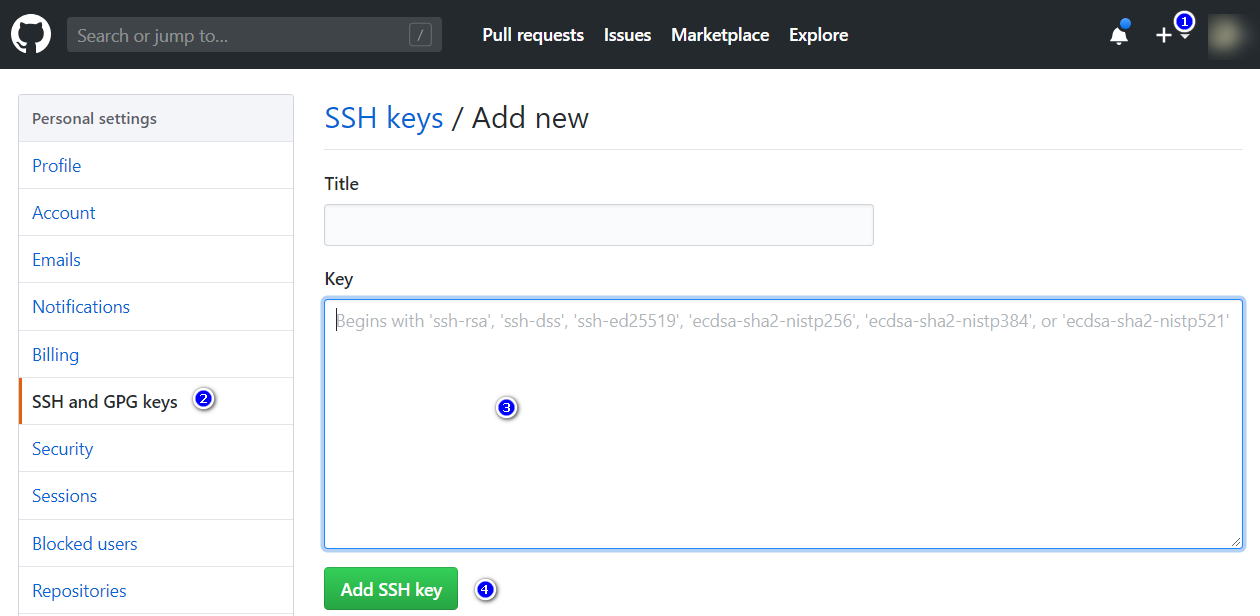 Search or jump to... /
Pull requests Issues Marketplace Explore
1
Personal settings
Profile
Account
Emails
Notifications
Billing
SSH and GPG keys 2
Security
Sessions
Blocked users
Repositories
SSH keys / Add new
Title
Key
Begins with 'ssh-rsa', 'ssh-dss', 'ssh-ed25519', 'ecdsa-sha2-nistp256', 'ecdsa-sha2-nistp384', or 'ecdsa-sha2-nistp521'
3
Add SSH key 4